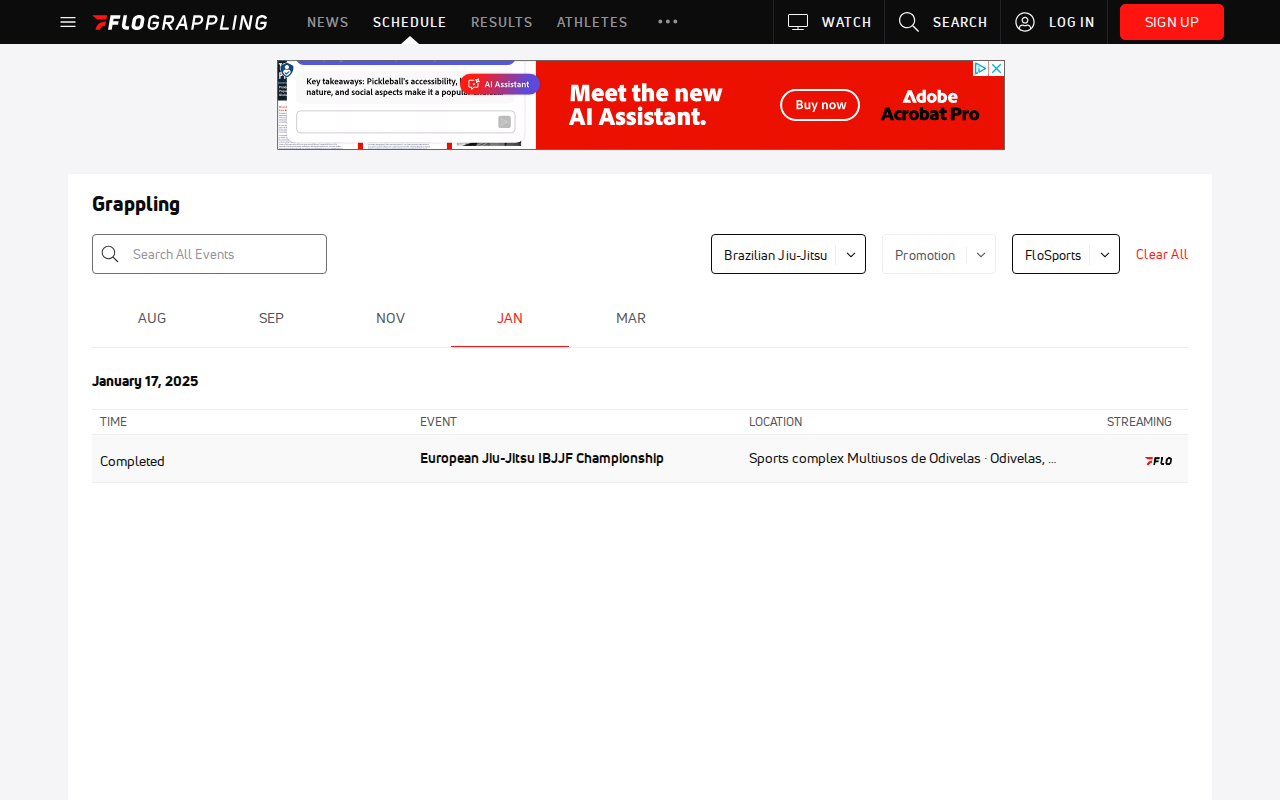 FLOGRAPPLING
NEWS
SCHEDULE
RESULTS
ATHLETES
WATCH
SEARCH
LOG IN
SIGN UP
Key takeaways: Pickleball's accessibility,
nature, and social aspects make it a popular
AI Assistant
Meet the new
AI Assistant.
Buy now
Adobe
Acrobat Pro
Grappling
Search All Events
Brazilian Jiu-Jitsu
Promotion
FloSports
Clear All
AUG
SEP
NOV
JAN
MAR
January 17, 2025
TIME
EVENT
LOCATION
STREAMING
Completed
European Jiu-Jitsu IBJJF Championship
Sports complex Multiusos de Odivelas · Odivelas, ...
FLO